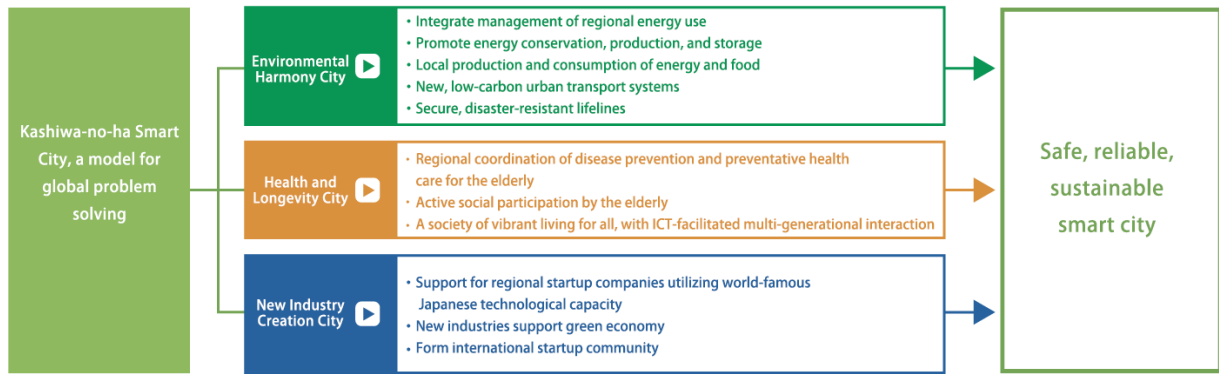 Kashiwa-no-ha Smart
City, a model for
global problem
solving
Environmental
Harmony City
• Integrate management of regional energy use
• Promote energy conservation, production, and storage
• Local production and consumption of energy and food
• New, low-carbon urban transport systems
• Secure, disaster-resistant lifelines
Health and
Longevity City
• Regional coordination of disease prevention and preventative health
care for the elderly
• Active social participation by the elderly
• A society of vibrant living for all, with ICT-facilitated multi-generational interaction
New Industry
Creation City
• Support for regional startup companies utilizing world-famous
Japanese technological capacity
• New industries support green economy
• Form international startup community
Safe, reliable,
sustainable
smart city